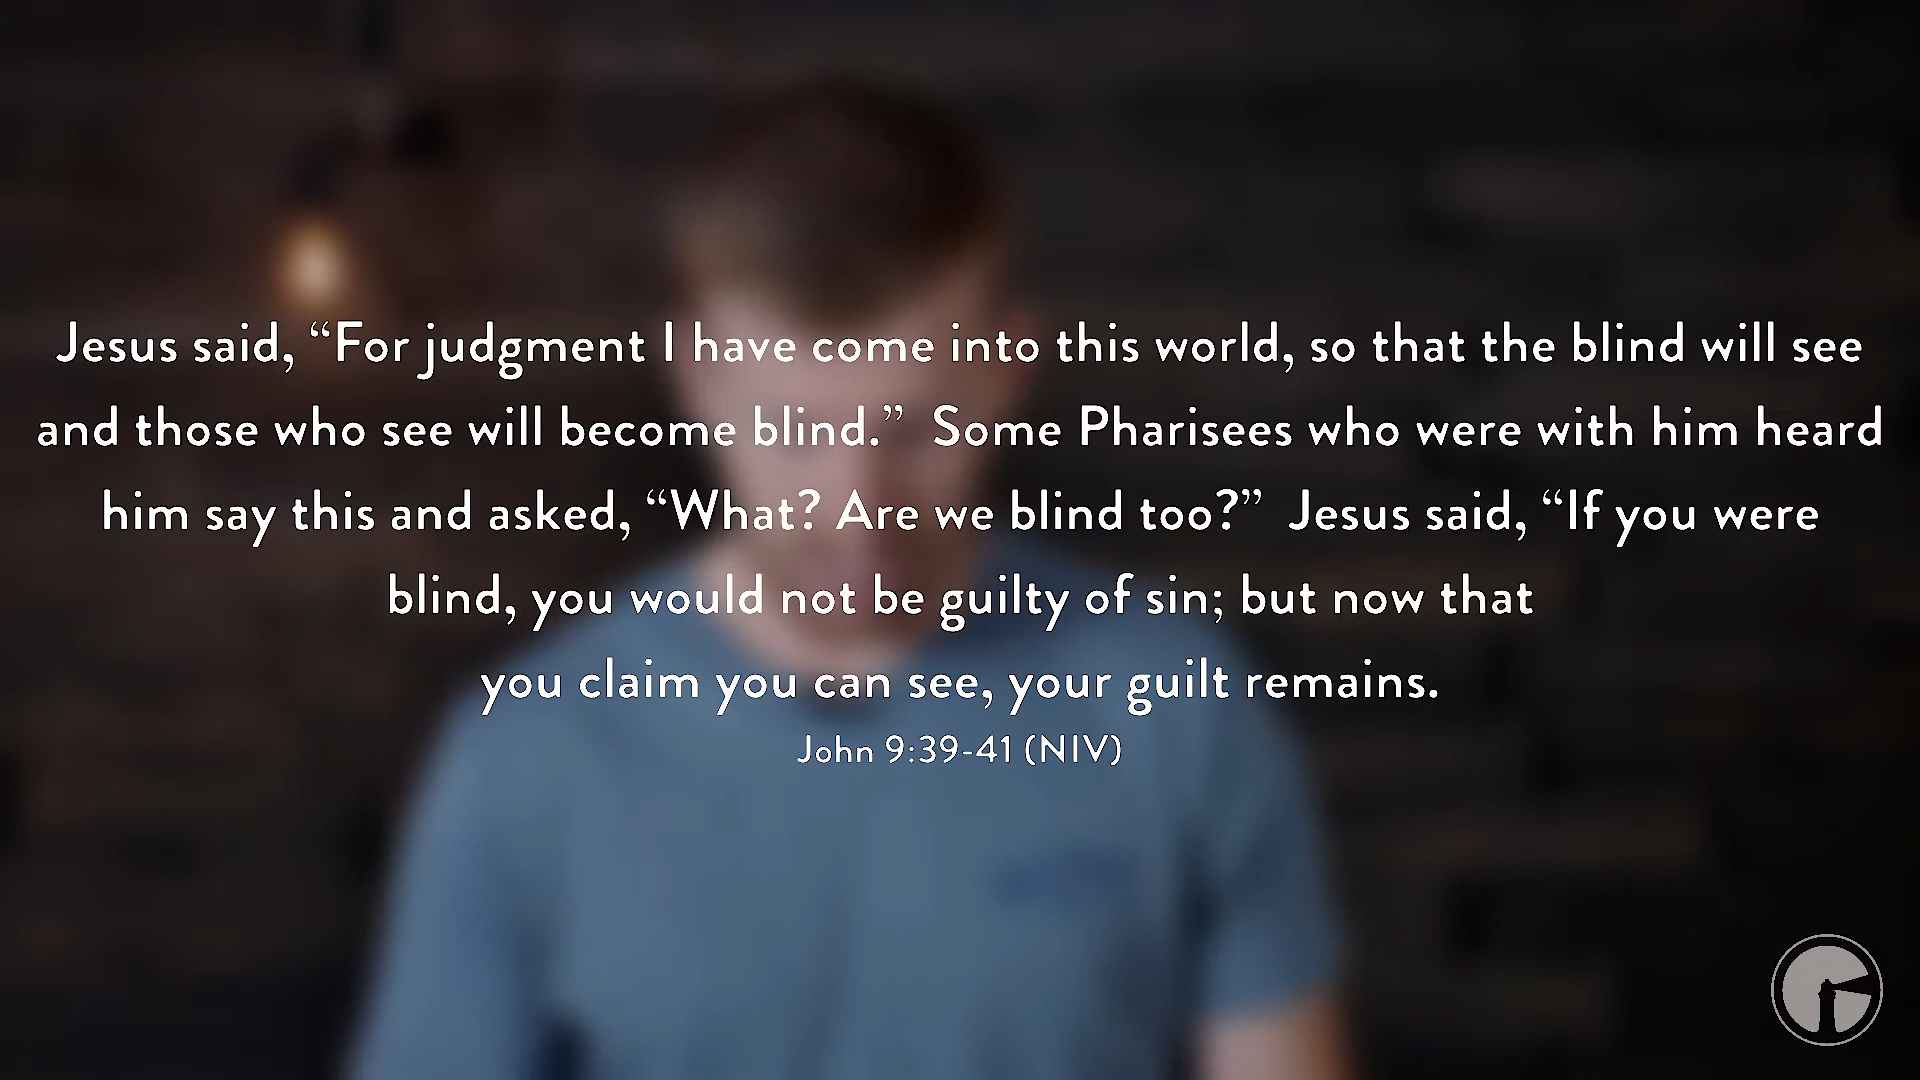 Jesus said, “For judgment I have come into this world, so that the blind will see
and those who see will become blind.”  Some Pharisees who were with him heard
him say this and asked, “What? Are we blind too?”  Jesus said, “If you were
blind, you would not be guilty of sin; but now that
you claim you can see, your guilt remains.
John 9:39-41 (NIV)